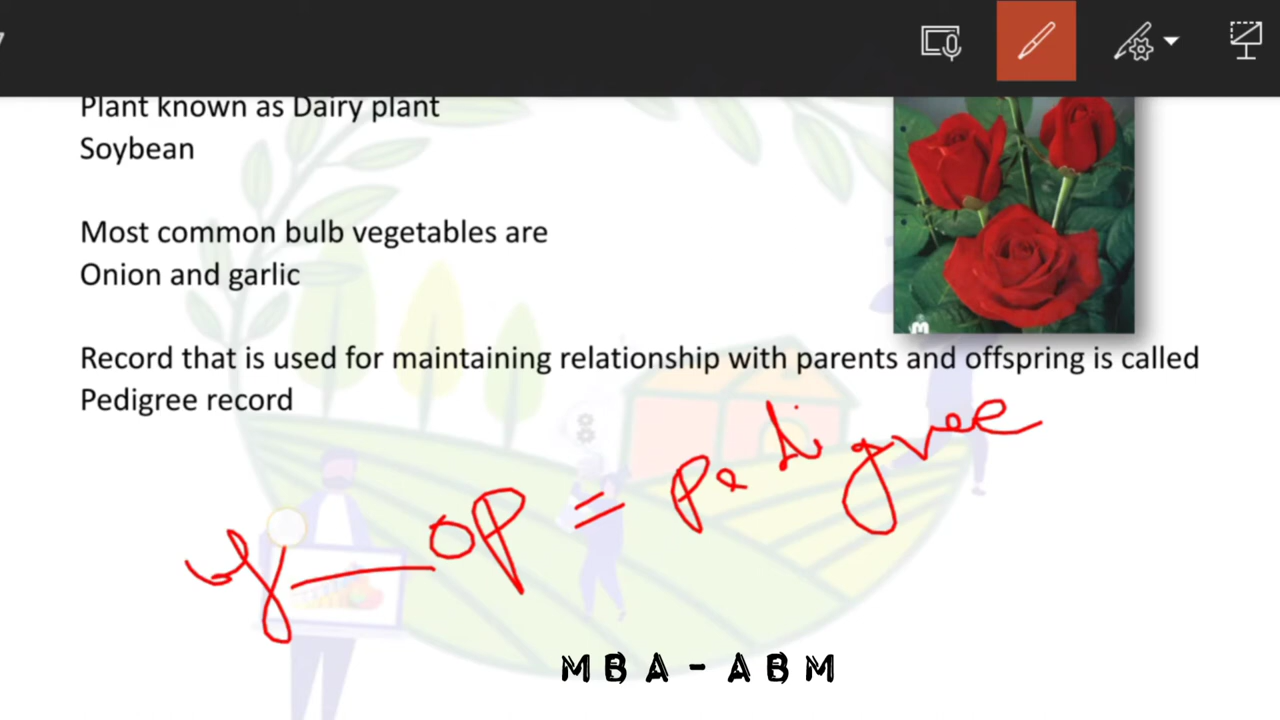 Plant known as Dairy plant
Soybean
Most common bulb vegetables are
Onion and garlic
Record that is used for maintaining relationship with parents and offspring is called
Pedigree record
OP = Pedigree
MBA-ABM